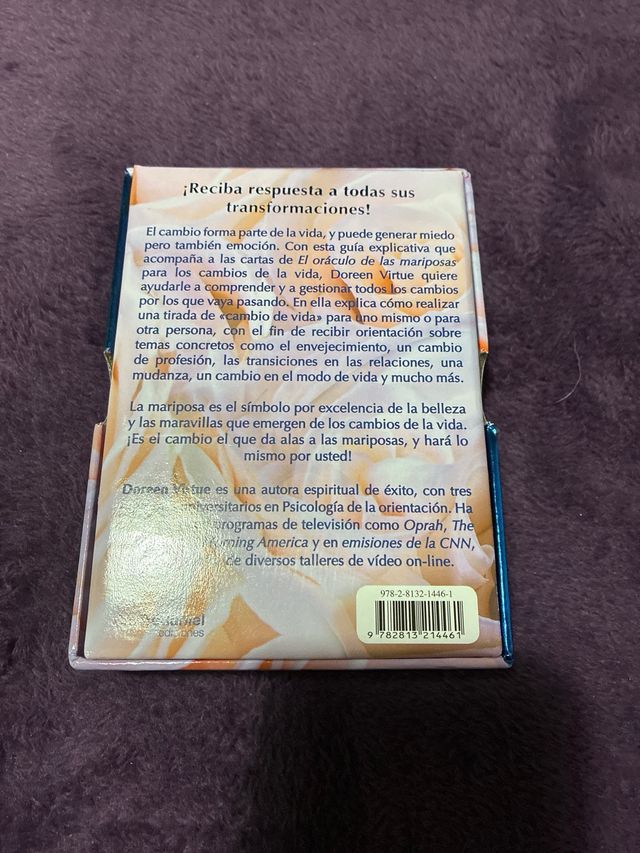 ¡Reciba respuesta a todas sus
transformaciones!
El cambio forma parte de la vida, y puede generar miedo
pero también emoción. Con esta guía explicativa que
acompaña a las cartas de El oráculo de las mariposas
para los cambios de la vida, Doreen Virtue quiere
ayudarle a comprender y a gestionar todos los cambios
por los que vaya pasando. En ella explica cómo realizar
una tirada de «cambio de vida» para uno mismo o para
otra persona, con el fin de recibir orientación sobre
temas concretos como el envejecimiento, un cambio
de profesión, las transiciones en las relaciones, una
mudanza, un cambio en el modo de vida y mucho más.
La mariposa es el símbolo por excelencia de la belleza
y las maravillas que emergen de los cambios de la vida.
¡Es el cambio el que da alas a las mariposas, y hará lo
mismo por usted!
Doreen Virtue es una autora espiritual de éxito, con tres
en Psicología de la orientación. Ha
programas de televisión como Oprah, The
America y en emisiones de la CNN,
de diversos talleres de vídeo on-line.
ediciones
978-2-8132-1446-1
9 782813 214461